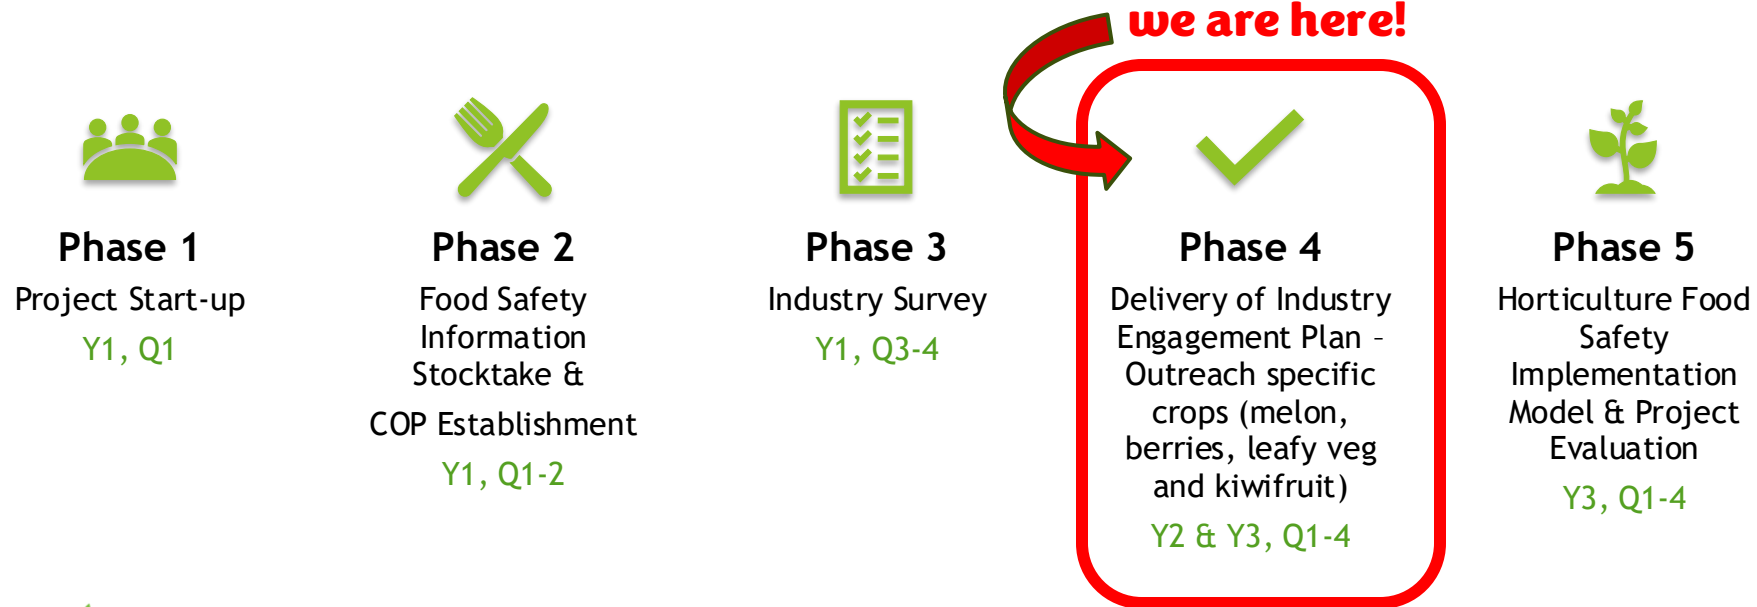 we are here!
Phase 1
Project Start-up
Y1, Q1
Phase 2
Food Safety
Information
Stocktake &
COP Establishment
Y1, Q1-2
Phase 3
Industry Survey
Y1, Q3-4
Phase 4
Delivery of Industry
Engagement Plan –
Outreach specific
crops (melon,
berries, leafy veg
and kiwifruit)
Y2 & Y3, Q1-4
Phase 5
Horticulture Food
Safety
Implementation
Model & Project
Evaluation
Y3, Q1-4